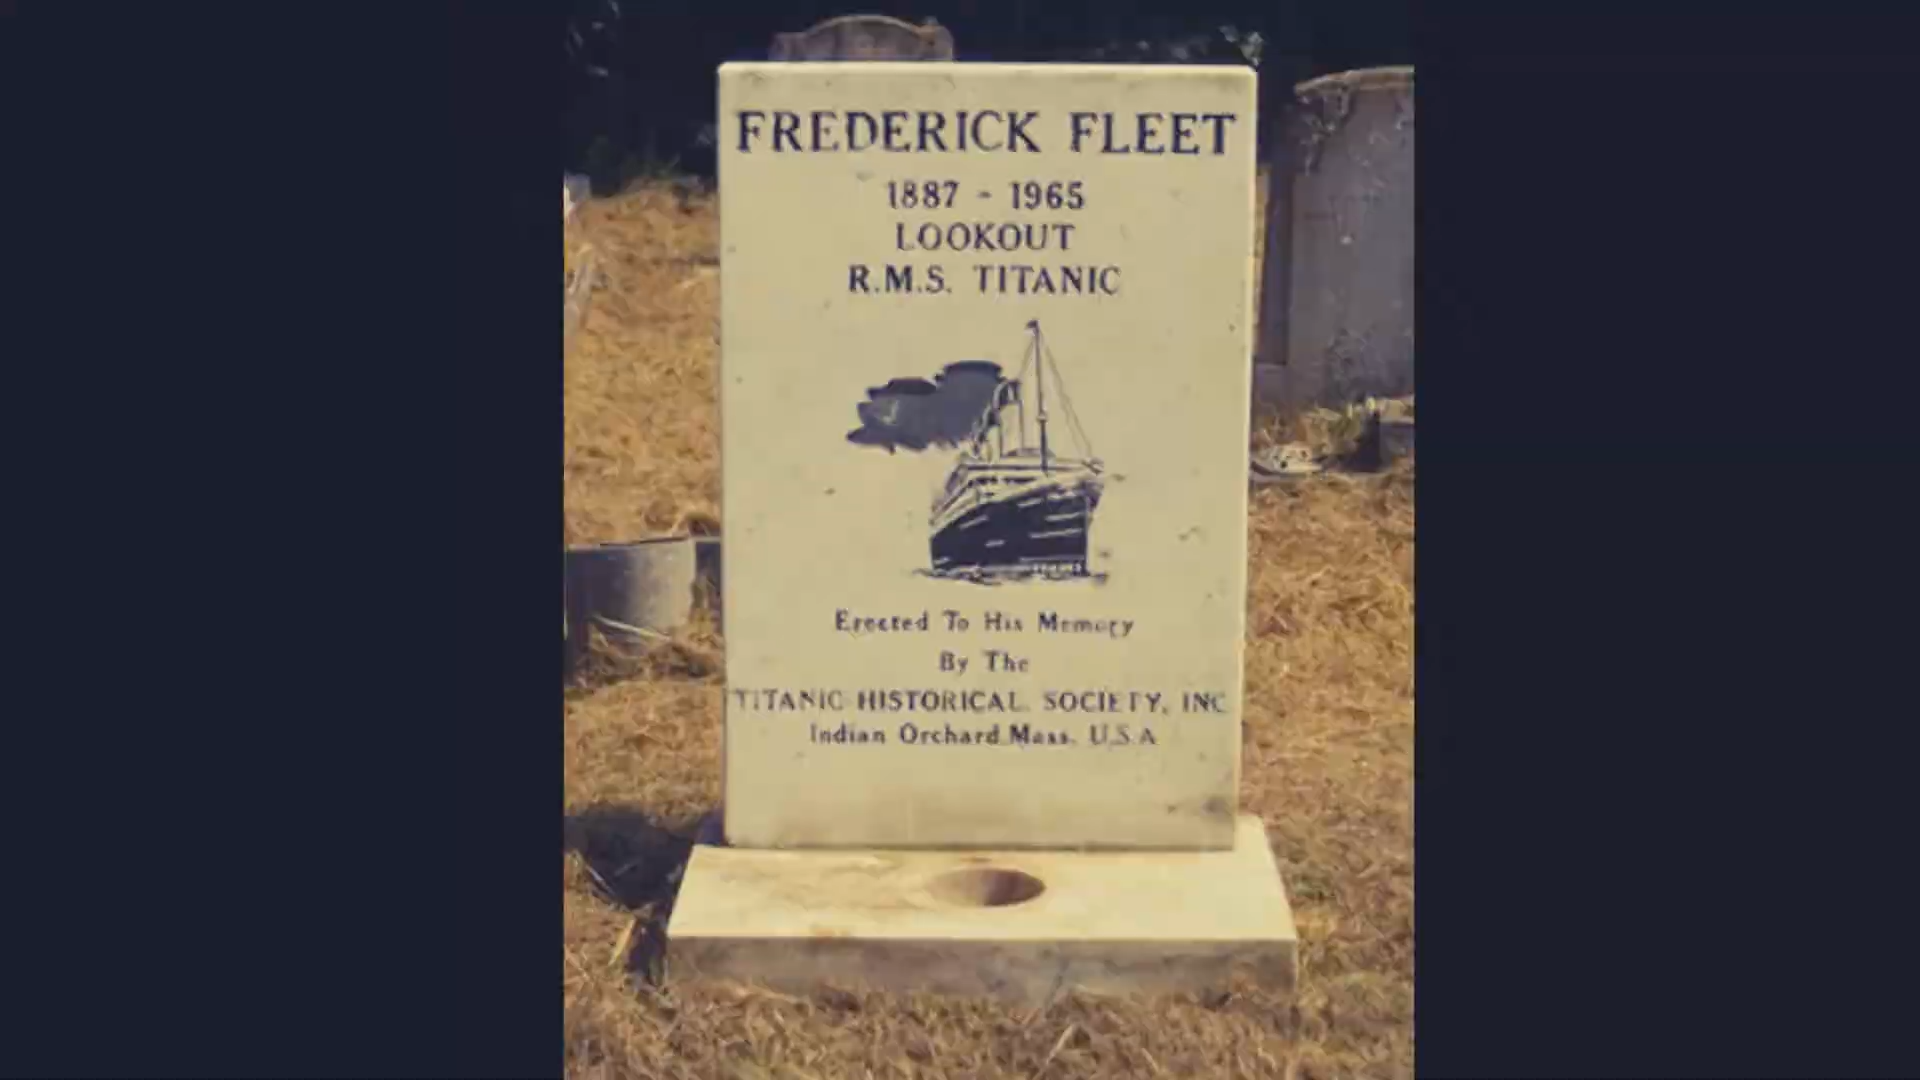 FREDERICK FLEET
1887 - 1965
LOOKOUT
R.M.S. TITANIC
Erected To His Memory
By The
TITANIC HISTORICAL SOCIETY, INC
Indian Orchard Mass. U.S.A